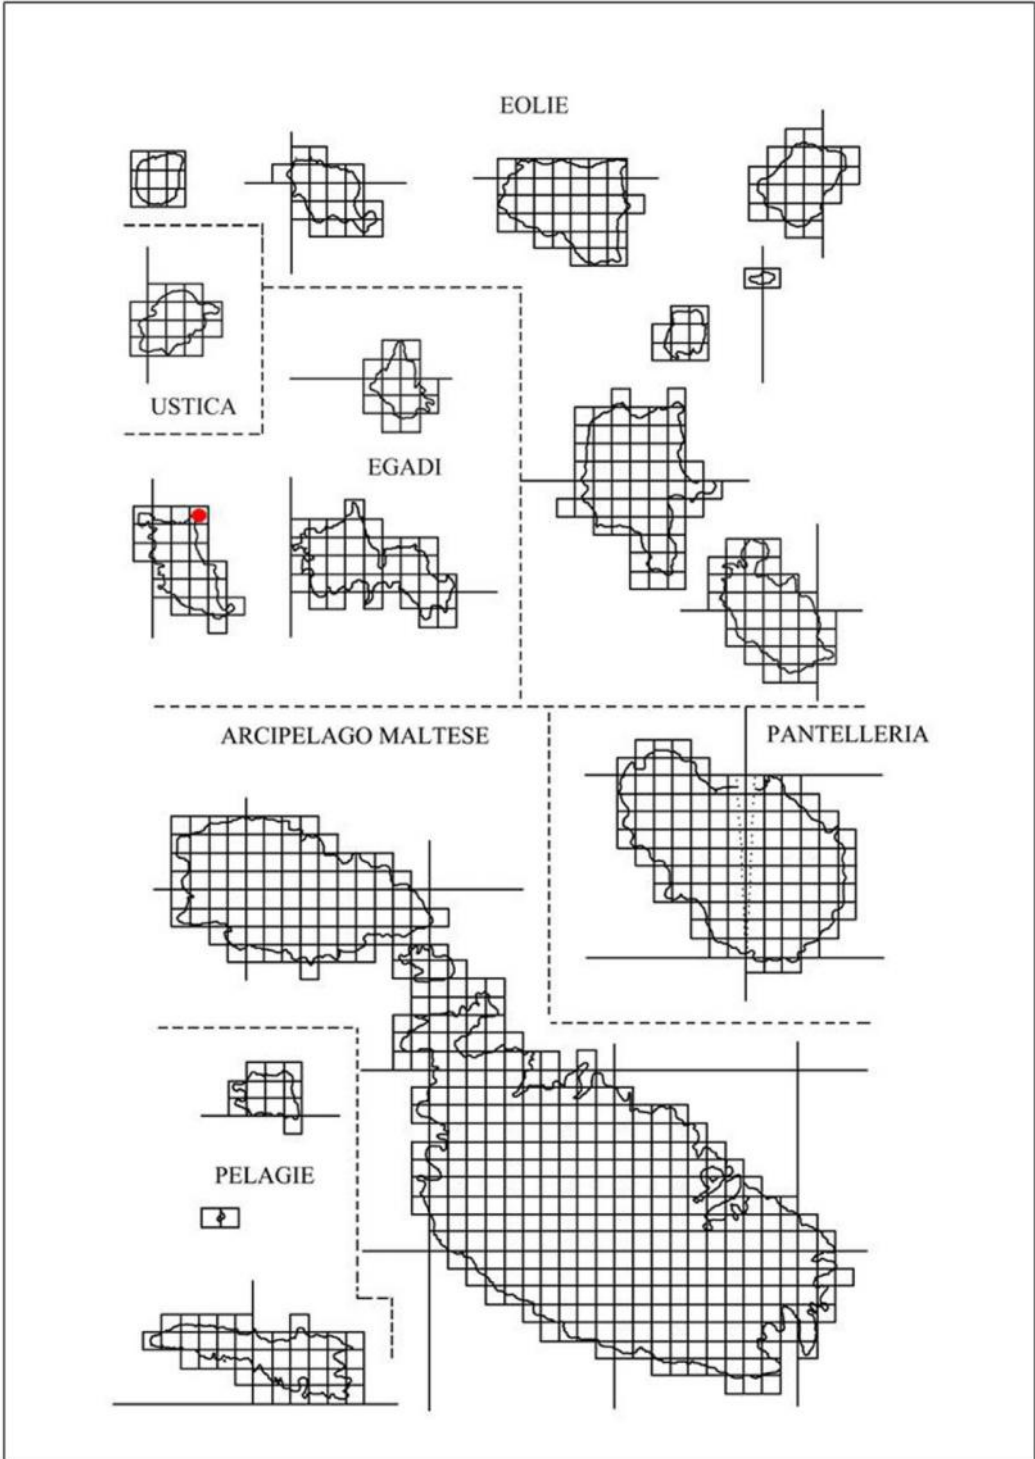 EOLIE
USTICA
EGADI
ARCIPELAGO MALTESE
PANTELLERIA
PELAGIE